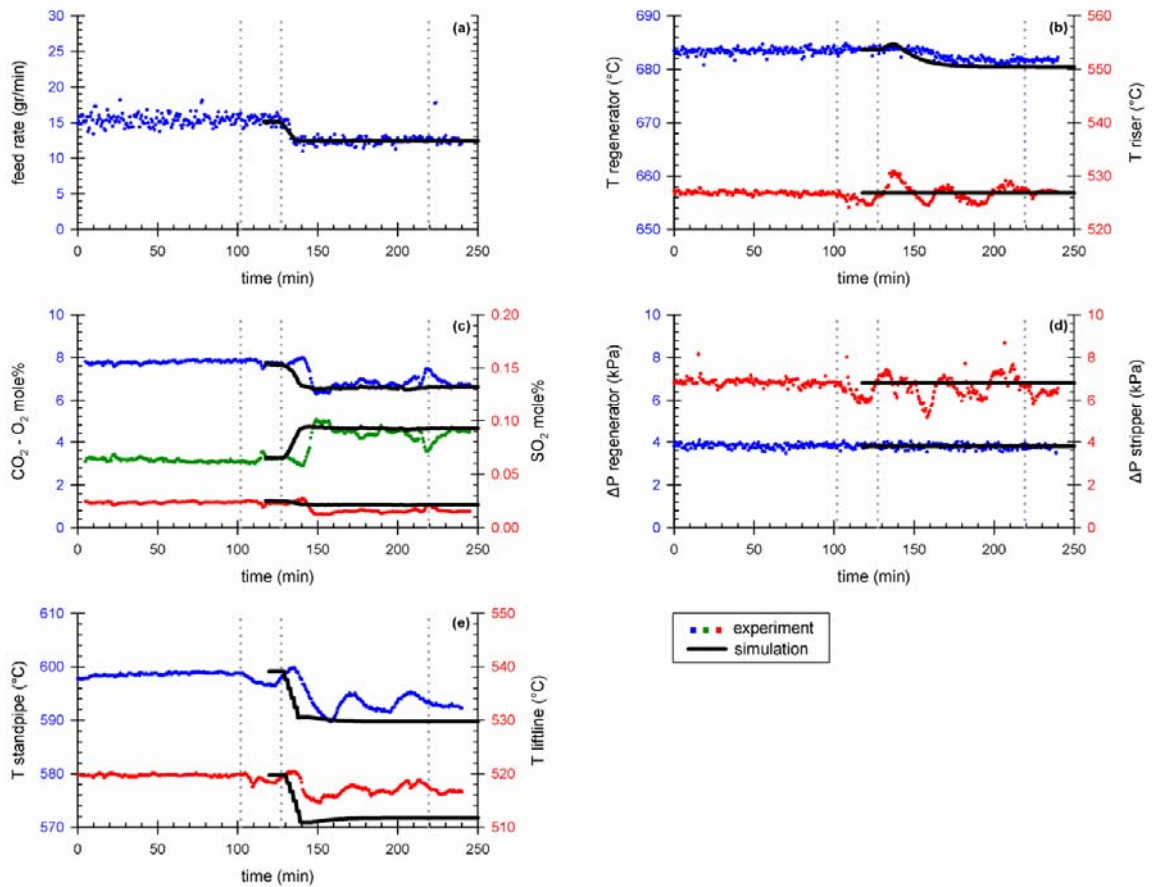 (a)
feed rate (gr/min)
30
25
20
15
10
5
0
0 50 100 150 200 250
time (min)
(b)
T regenerator (°C)
690
680
670
660
650
T riser (°C)
560
550
540
530
520
0 50 100 150 200 250
time (min)
(c)
CO2 - O2 mole%
10
8
6
4
2
0
SO2 mole%
0.20
0.15
0.10
0.05
0.00
0 50 100 150 200 250
time (min)
(d)
ΔP regenerator (kPa)
10
8
6
4
2
0
ΔP stripper (kPa)
10
8
6
4
2
0
0 50 100 150 200 250
time (min)
(e)
T standpipe (°C)
610
600
590
580
570
T liftline (°C)
550
540
530
520
510
0 50 100 150 200 250
time (min)
experiment
simulation